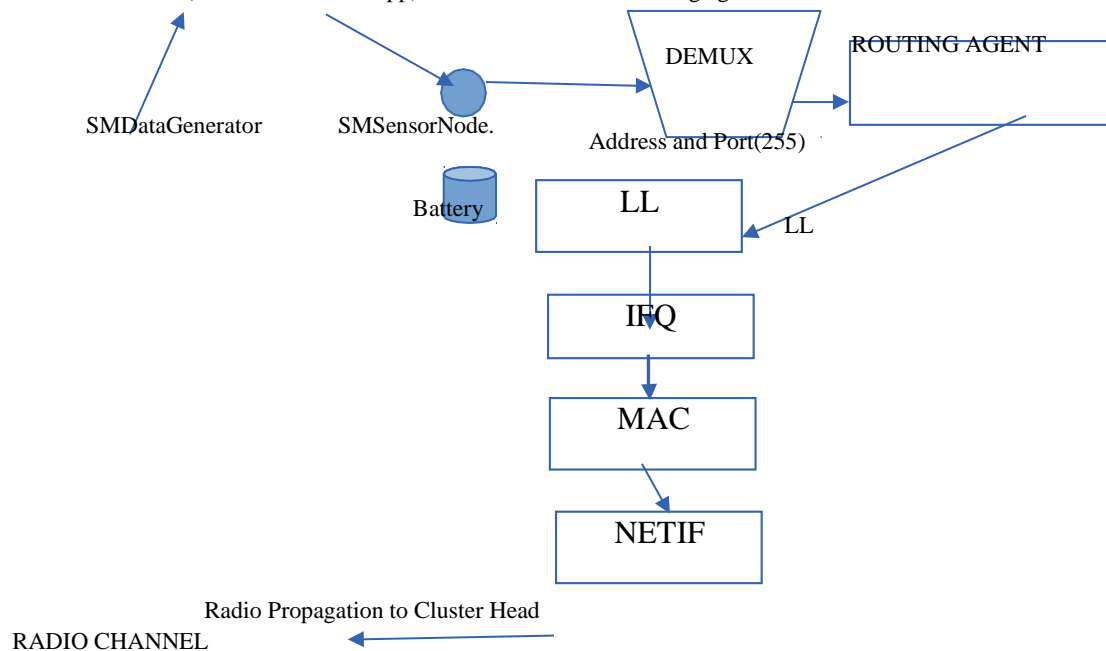 DEMUX
ROUTING AGENT
SMDataGenerator
SMSensorNode.
Address and Port(255)
Battery
LL
LL
IFQ
MAC
NETIF
Radio Propagation to Cluster Head
RADIO CHANNEL